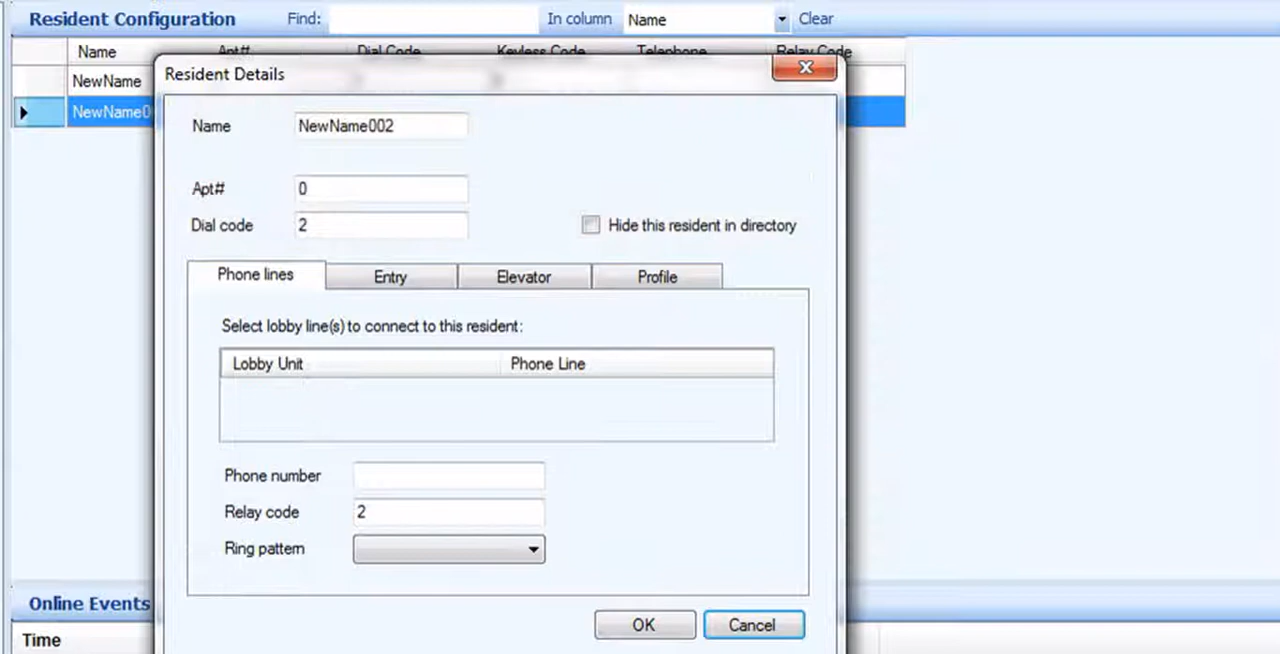 Resident Configuration Find: In column Name Clear
Name Apt# Dial Code Keyless Code Telephone Relay Code
NewName
NewName0
Resident Details
Name NewName002
Apt# 0
Dial code 2 Hide this resident in directory
Phone lines Entry Elevator Profile
Select lobby line(s) to connect to this resident:
Lobby Unit Phone Line
Phone number
Relay code 2
Ring pattern
OK Cancel
Online Events
Time